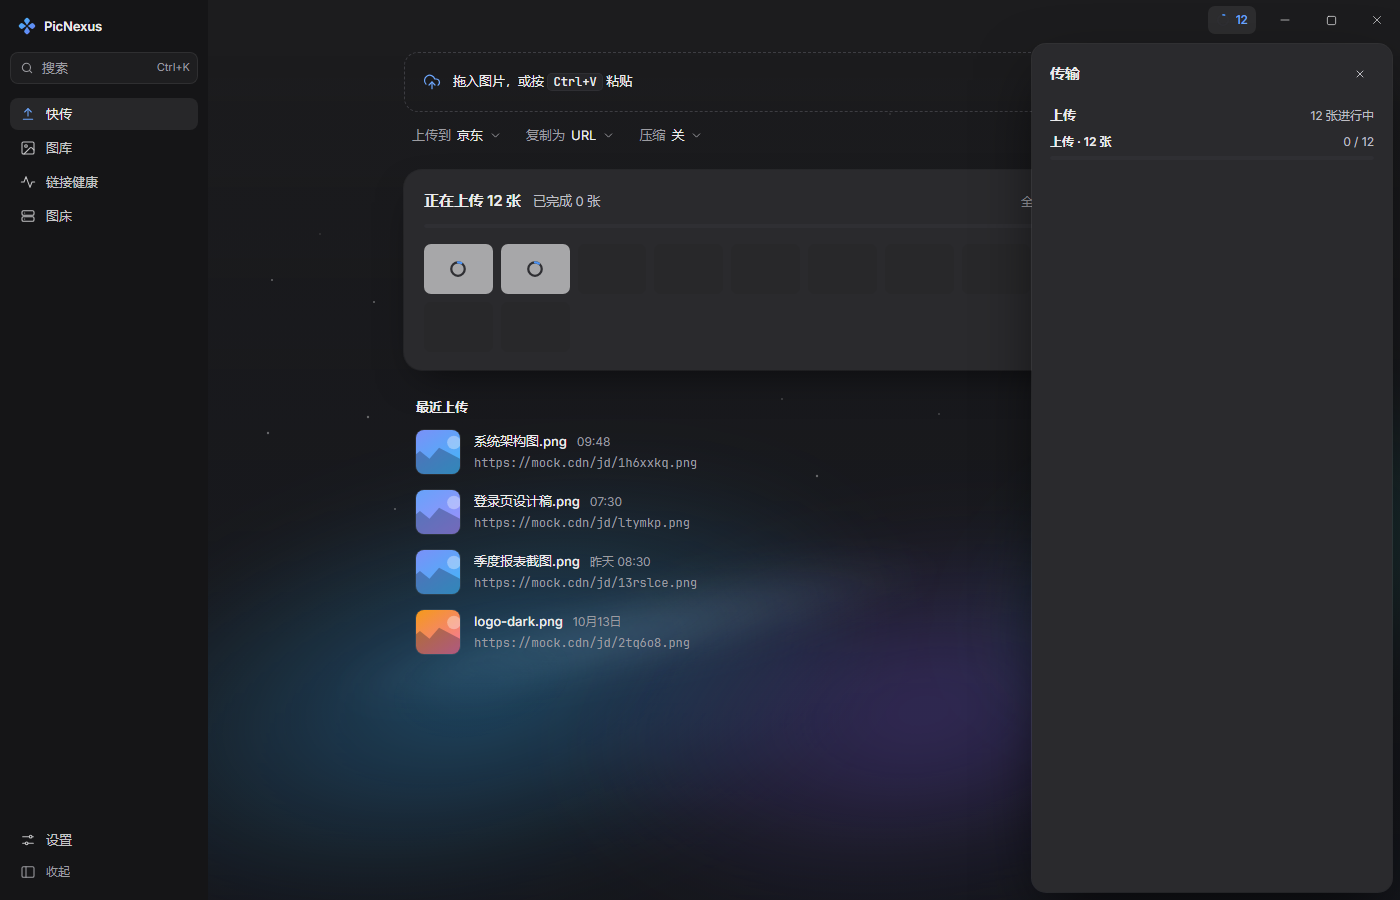 PicNexus
搜索 Ctrl+K
快传
图库
链接健康
图床
设置
收起
12
拖入图片，或按 Ctrl+V 粘贴
上传到 京东 复制为 URL 压缩 关
正在上传 12 张 已完成 0 张 全
最近上传
系统架构图.png 09:48
https://mock.cdn/jd/1h6xxkq.png
登录页设计稿.png 07:30
https://mock.cdn/jd/ltymkp.png
季度报表截图.png 昨天 08:30
https://mock.cdn/jd/13rslce.png
logo-dark.png 10月13日
https://mock.cdn/jd/2tq6o8.png
传输
上传 12 张进行中
上传 · 12 张 0 / 12